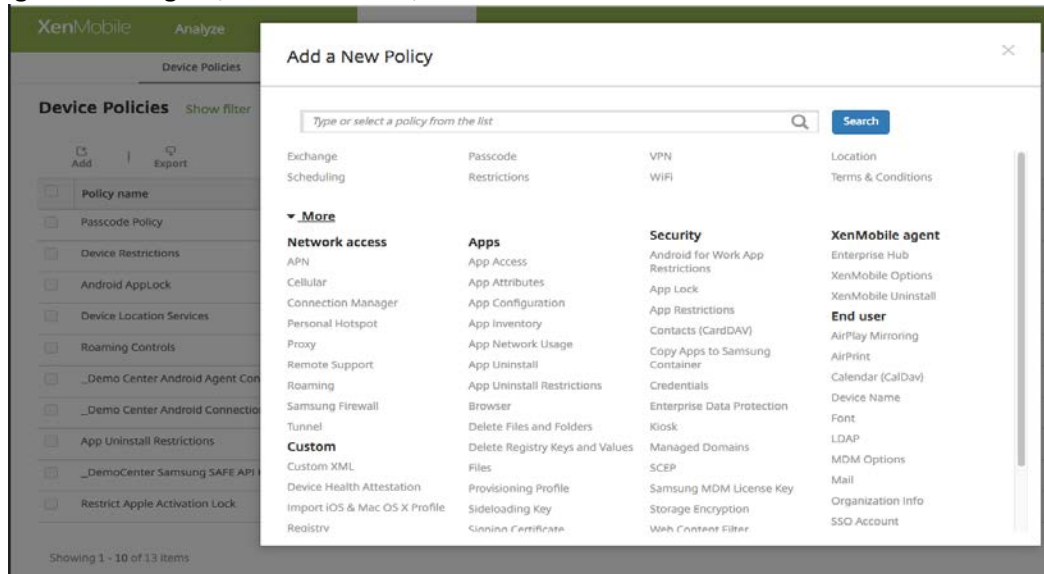 XenMobile Analyze
Device Policies
Device Policies Show filter
Add | Export
Policy name
Passcode Policy
Device Restrictions
Android AppLock
Device Location Services
Roaming Controls
_Demo Center Android Agent Con
_Demo Center Android Connectio
App Uninstall Restrictions
_DemoCenter Samsung SAFE API
Restrict Apple Activation Lock
Showing 1 - 10 of 13 items
Add a New Policy
Type or select a policy from the list
Search
Exchange Passcode VPN Location
Scheduling Restrictions WiFi Terms & Conditions
More
Network access
APN
Cellular
Connection Manager
Personal Hotspot
Proxy
Remote Support
Roaming
Samsung Firewall
Tunnel
Custom
Custom XML
Device Health Attestation
Import iOS & Mac OS X Profile
Registry
Apps
App Access
App Attributes
App Configuration
App Inventory
App Network Usage
App Uninstall
App Uninstall Restrictions
Browser
Delete Files and Folders
Delete Registry Keys and Values
Files
Provisioning Profile
Sideloading Key
Signing Certificate
Security
Android for Work App
Restrictions
App Lock
App Restrictions
Contacts (CardDAV)
Copy Apps to Samsung
Container
Credentials
Enterprise Data Protection
Kiosk
Managed Domains
SCEP
Samsung MDM License Key
Storage Encryption
Web Content Filter
XenMobile agent
Enterprise Hub
XenMobile Options
XenMobile Uninstall
End user
AirPlay Mirroring
AirPrint
Calendar (CalDav)
Device Name
Font
LDAP
MDM Options
Mail
Organization Info
SSO Account